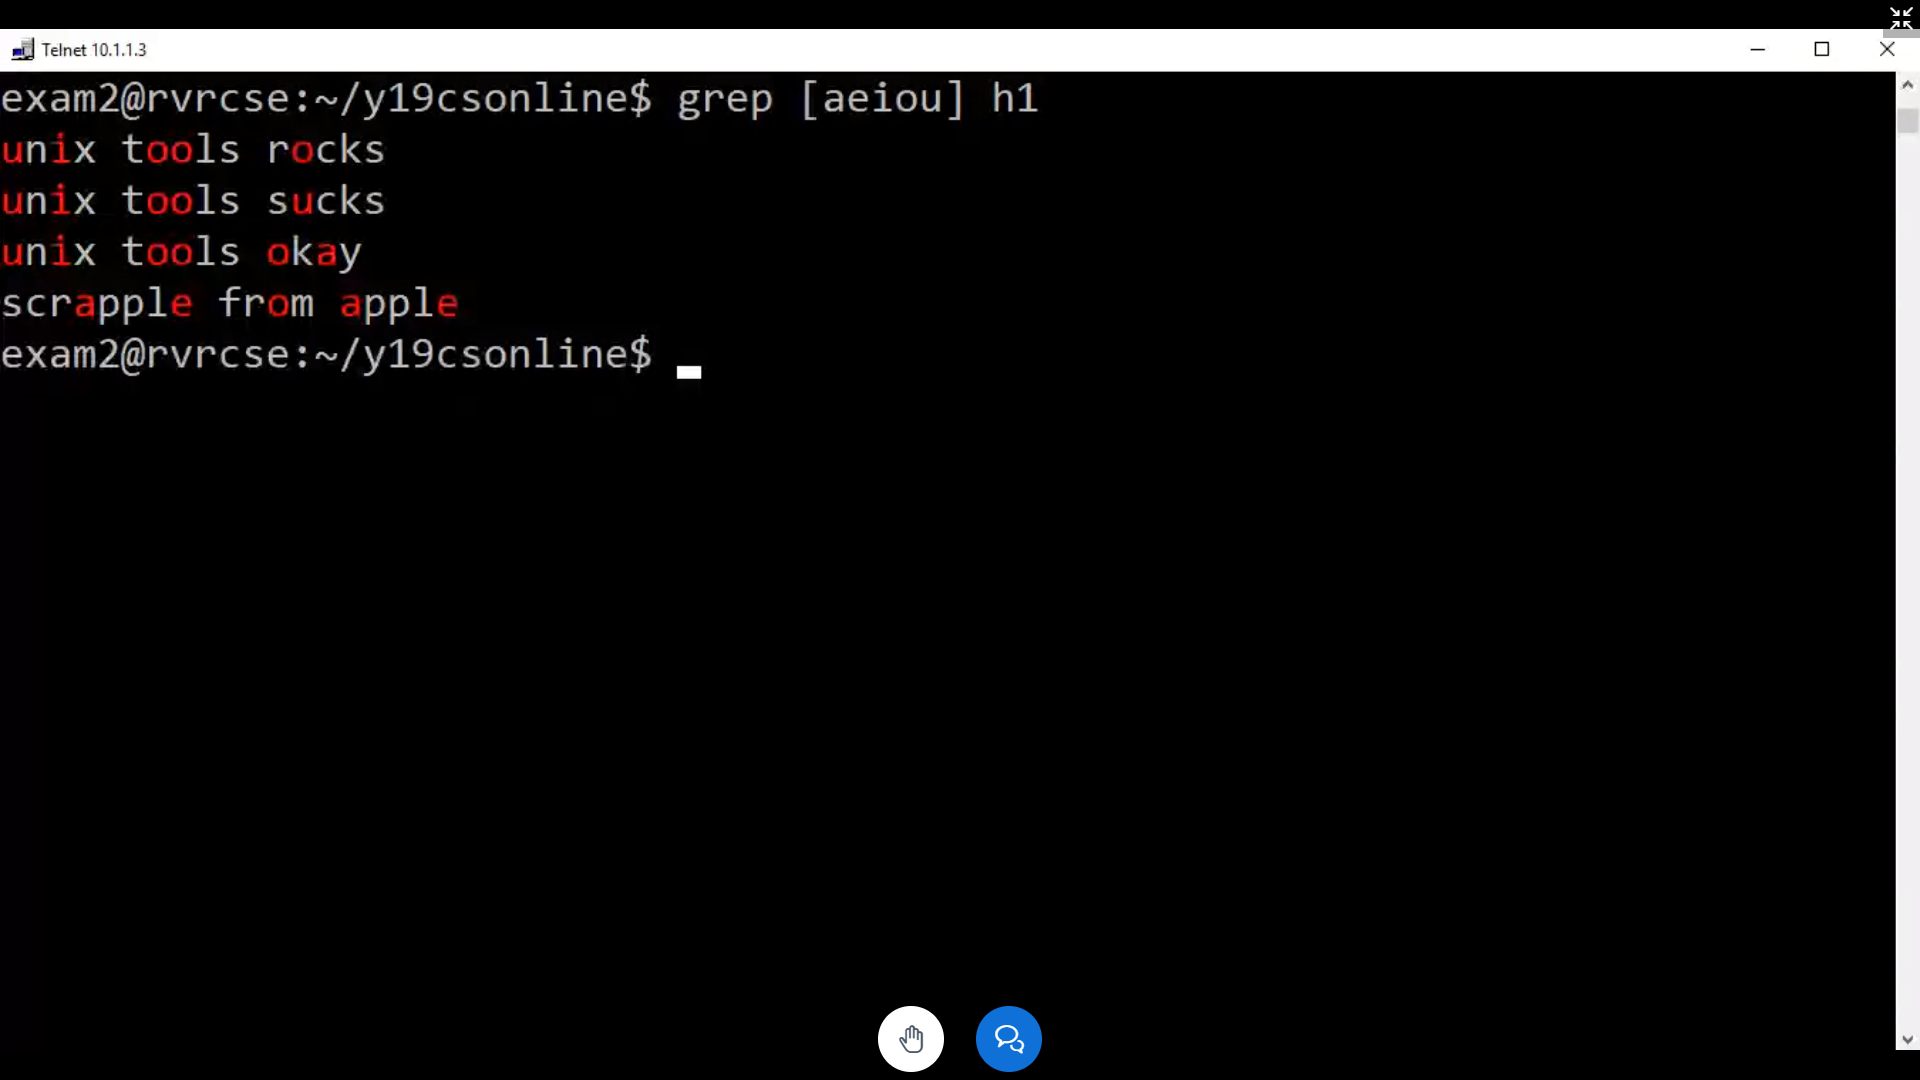 Telnet 10.1.1.3
exam2@rvrcse:~/y19csonline$ grep [aeiou] h1
unix tools rocks
unix tools sucks
unix tools okay
scrapple from apple
exam2@rvrcse:~/y19csonline$